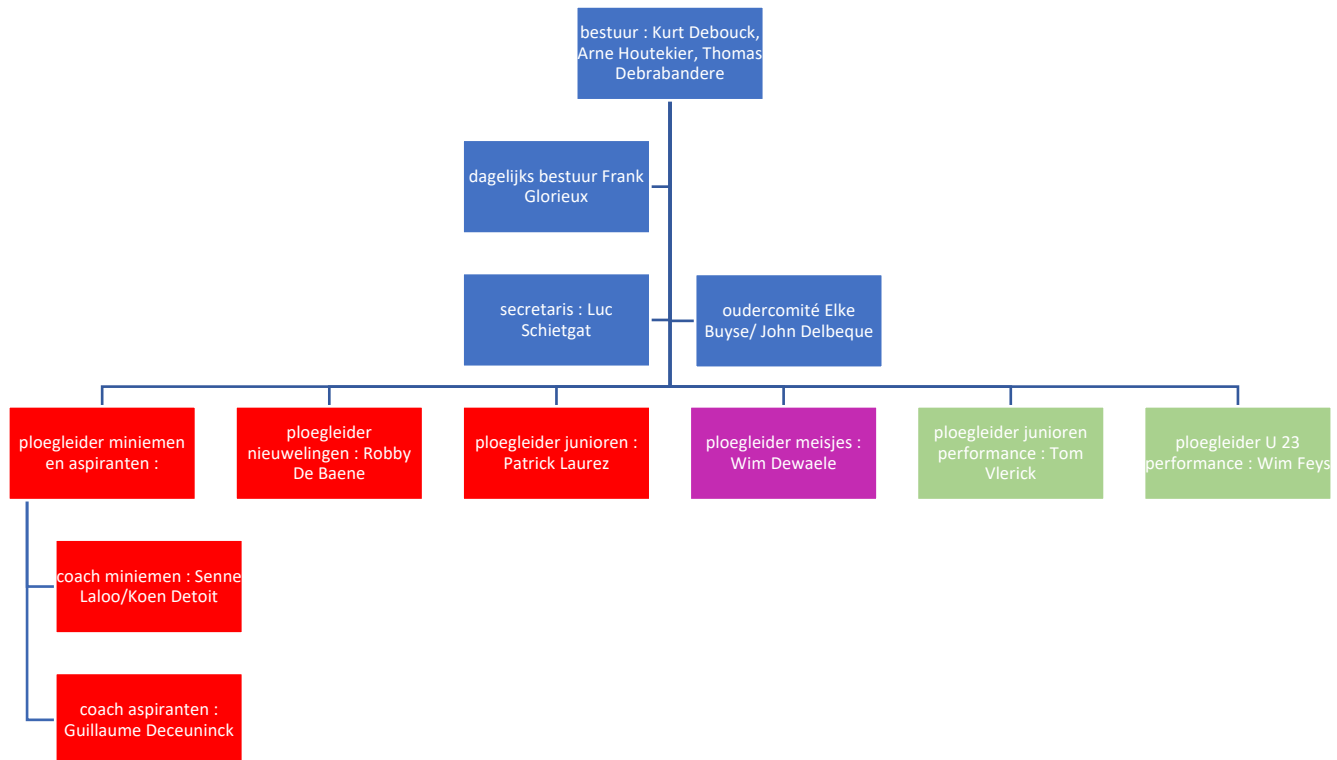 bestuur : Kurt Debouck,
Arne Houtekier, Thomas
Debrabandere
dagelijks bestuur Frank
Glorieux
secretaris : Luc
Schietgat
oudercomité Elke
Buyse/ John Delbeque
ploegleider miniemen
en aspiranten :
ploegleider
nieuwelingen : Robby
De Baene
ploegleider junioren :
Patrick Laurez
ploegleider meisjes :
Wim Dewaele
ploegleider junioren
performance : Tom
Vlerick
ploegleider U 23
performance : Wim Feys
coach miniemen : Senne
Laloo/Koen Detoit
coach aspiranten :
Guillaume Deceuninck